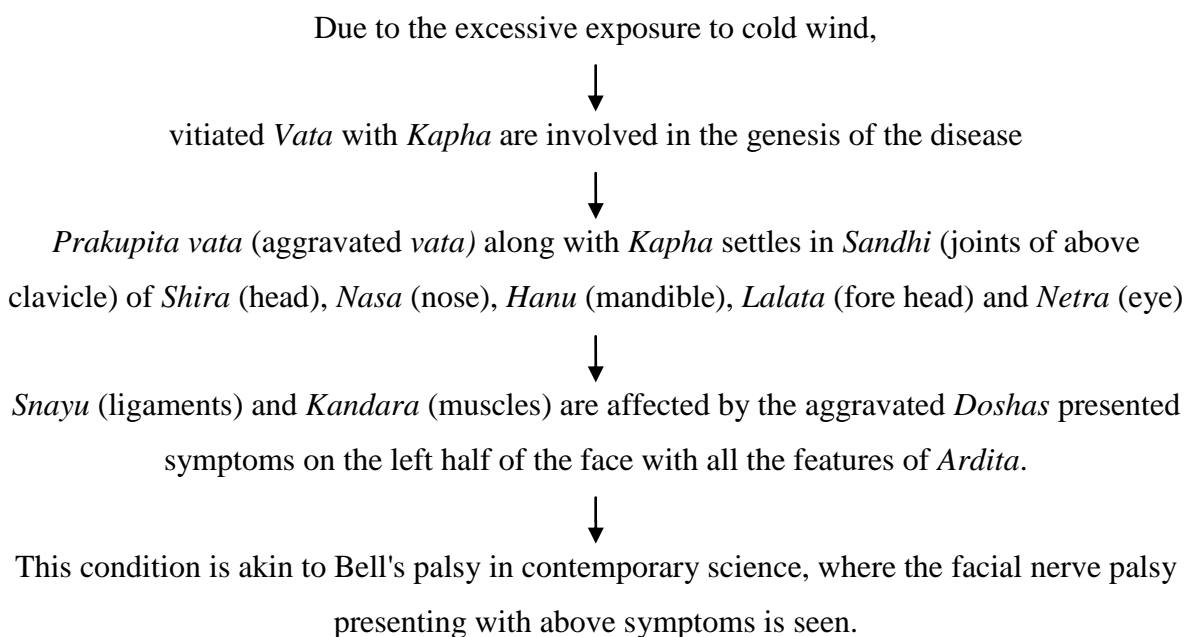 Due to the excessive exposure to cold wind,
vitiated Vata with Kapha are involved in the genesis of the disease
Prakupita vata (aggravated vata) along with Kapha settles in Sandhi (joints of above
clavicle) of Shira (head), Nasa (nose), Hanu (mandible), Lalata (fore head) and Netra (eye)
Snayu (ligaments) and Kandara (muscles) are affected by the aggravated Doshas presented
symptoms on the left half of the face with all the features of Ardita.
This condition is akin to Bell's palsy in contemporary science, where the facial nerve palsy
presenting with above symptoms is seen.